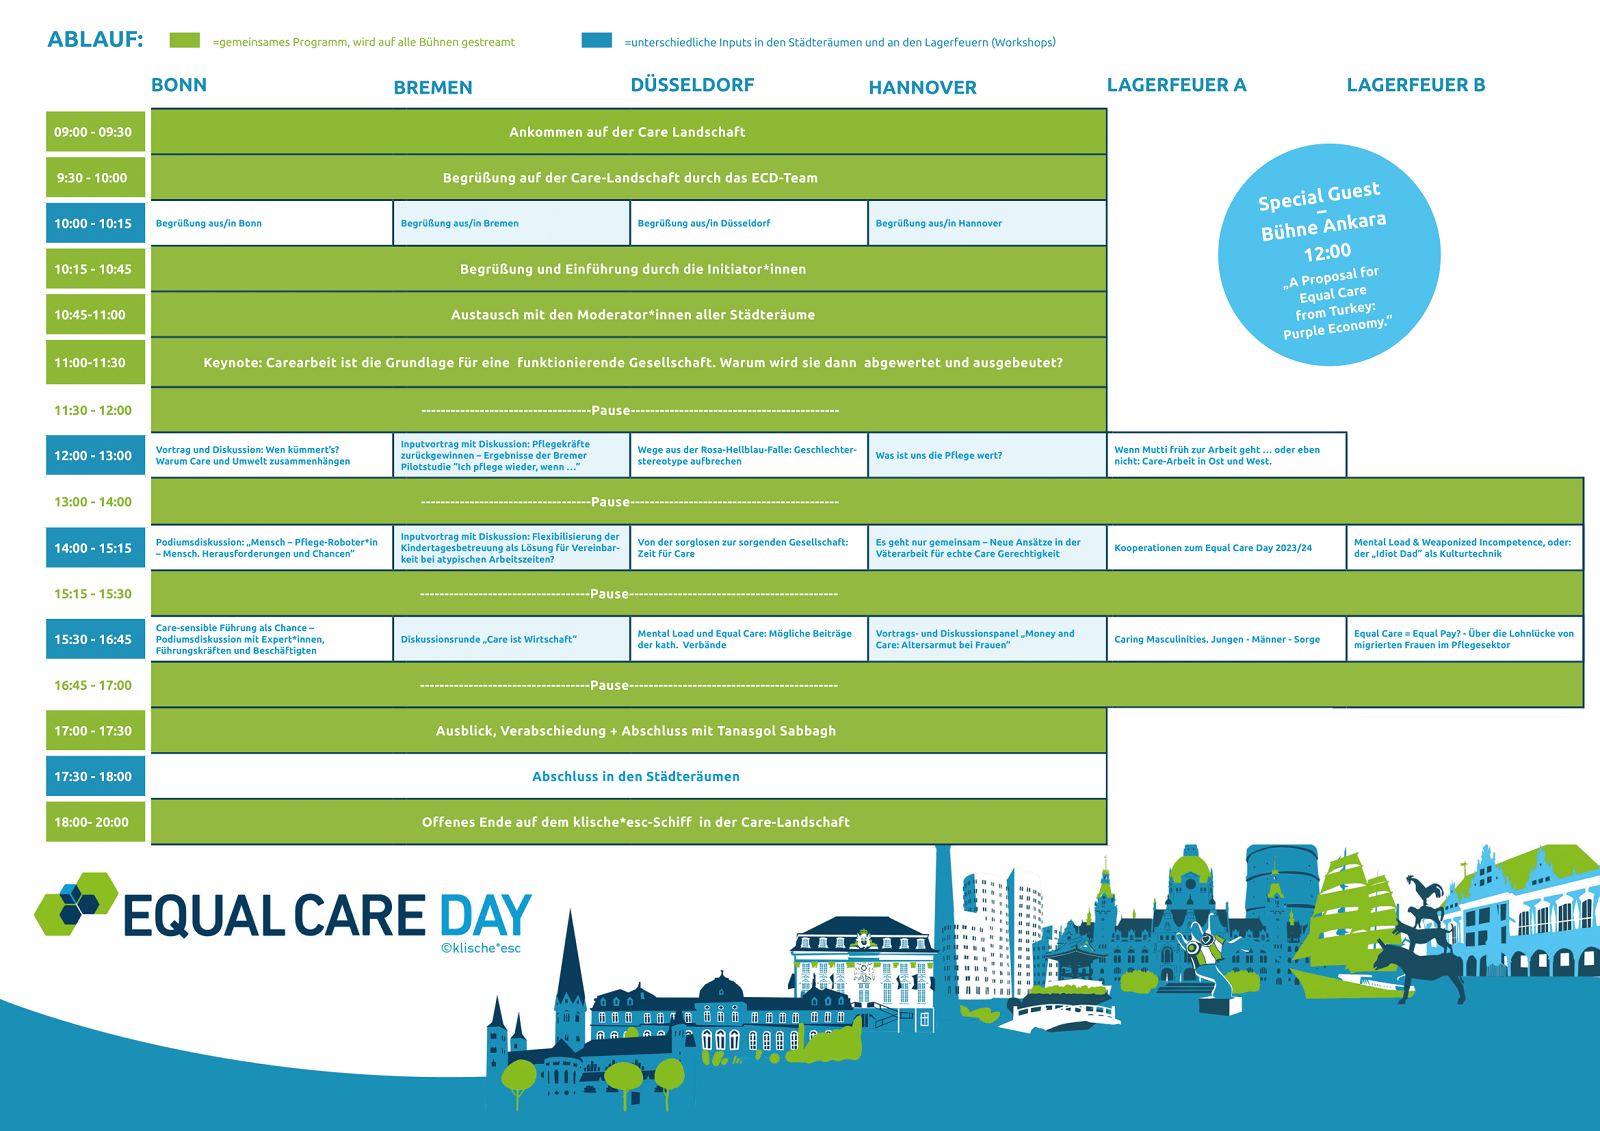 ABLAUF:
=gemeinsames Programm, wird auf alle Bühnen gestreamt
=unterschiedliche Inputs in den Städteräumen und an den Lagerfeuern (Workshops)
BONN
BREMEN
DÜSSELDORF
HANNOVER
LAGERFEUER A
LAGERFEUER B
09:00 - 09:30
Ankommen auf der Care Landschaft
9:30 - 10:00
Begrüßung auf der Care-Landschaft durch das ECD-Team
10:00 - 10:15
Begrüßung aus/in Bonn
Begrüßung aus/in Bremen
Begrüßung aus/in Düsseldorf
Begrüßung aus/in Hannover
10:15 - 10:45
Begrüßung und Einführung durch die Initiator*innen
10:45-11:00
Austausch mit den Moderator*innen aller Städteräume
11:00-11:30
Keynote: Carearbeit ist die Grundlage für eine  funktionierende Gesellschaft. Warum wird sie dann  abgewertet und ausgebeutet?
Special Guest
–
Bühne Ankara
12:00
„A Proposal for
Equal Care
from Turkey:
Purple Economy.“
11:30 - 12:00
-----------------------------------Pause-------------------------------------------
12:00 - 13:00
Vortrag und Diskussion: Wen kümmert’s?
Warum Care und Umwelt zusammenhängen
Inputvortrag mit Diskussion: Pflegekräfte
zurückgewinnen – Ergebnisse der Bremer
Pilotstudie ”Ich pflege wieder, wenn …”
Wege aus der Rosa-Hellblau-Falle: Geschlechter-
stereotype aufbrechen
Was ist uns die Pflege wert?
Wenn Mutti früh zur Arbeit geht … oder eben
nicht: Care-Arbeit in Ost und West.
13:00 - 14:00
-----------------------------------Pause-------------------------------------------
14:00 - 15:15
Podiumsdiskussion: „Mensch – Pflege-Roboter*in
– Mensch. Herausforderungen und Chancen“
Inputvortrag mit Diskussion: Flexibilisierung der
Kindertagesbetreuung als Lösung für Vereinbar-
keit bei atypischen Arbeitszeiten?
Von der sorglosen zur sorgenden Gesellschaft:
Zeit für Care
Es geht nur gemeinsam – Neue Ansätze in der
Väterarbeit für echte Care Gerechtigkeit
Kooperationen zum Equal Care Day 2023/24
Mental Load & Weaponized Incompetence, oder:
der „Idiot Dad“ als Kulturtechnik
15:15 - 15:30
-----------------------------------Pause-------------------------------------------
15:30 - 16:45
Care-sensible Führung als Chance –
Podiumsdiskussion mit Expert*innen,
Führungskräften und Beschäftigten
Diskussionsrunde „Care ist Wirtschaft“
Mental Load und Equal Care: Mögliche Beiträge
der kath.  Verbände
Vortrags- und Diskussionspanel „Money and
Care: Altersarmut bei Frauen“
Caring Masculinities. Jungen - Männer - Sorge
Equal Care = Equal Pay? - Über die Lohnlücke von
migrierten Frauen im Pflegesektor
16:45 - 17:00
-----------------------------------Pause-------------------------------------------
17:00 - 17:30
Ausblick, Verabschiedung + Abschluss mit Tanasgol Sabbagh
17:30 - 18:00
Abschluss in den Städteräumen
18:00- 20:00
Offenes Ende auf dem klische*esc-Schiff  in der Care-Landschaft
EQUAL CARE DAY
©klische*esc